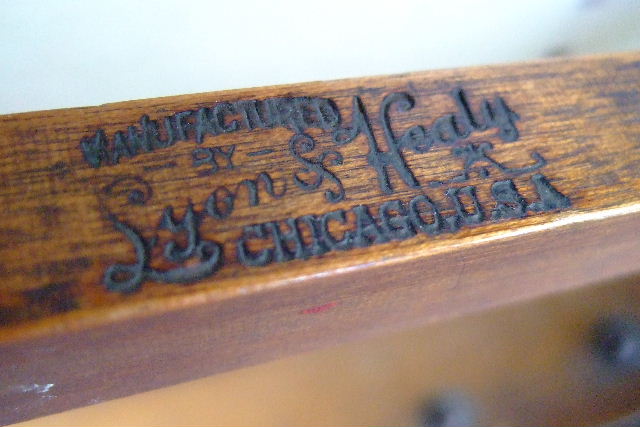 MANUFACTURED
BY
Lyon & Healy
CHICAGO, U.S.A